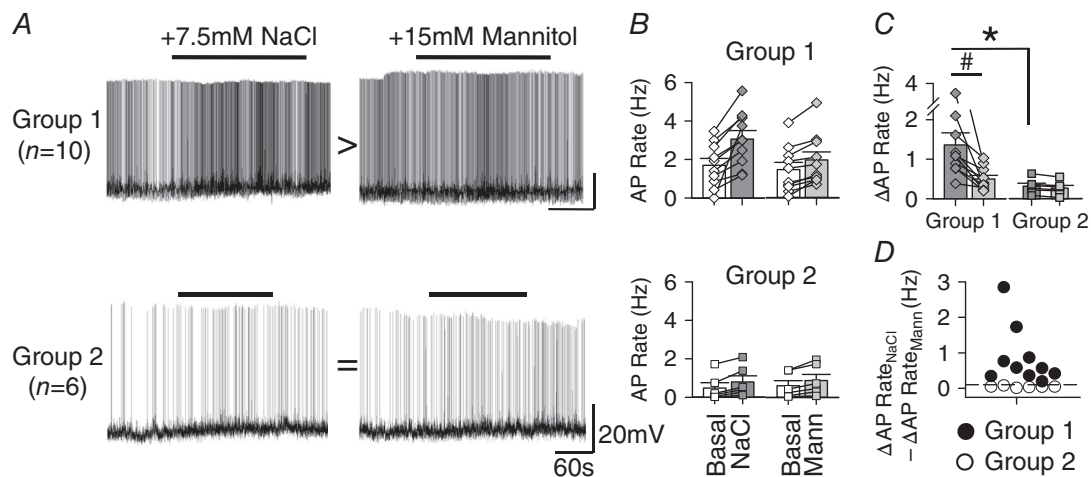 A
+7.5mM NaCl
+15mM Mannitol
Group 1
(n=10)
>
Group 2
(n=6)
=
20mV
60s
B
Group 1
AP Rate (Hz)
6
4
2
0
Group 2
AP Rate (Hz)
6
4
2
0
Basal
NaCl
Basal
Mann
C
*
#
ΔAP Rate (Hz)
4
2
1
0
Group 1
Group 2
D
ΔAP RateNaCl
– ΔAP RateMann (Hz)
3
2
1
0
Group 1
Group 2